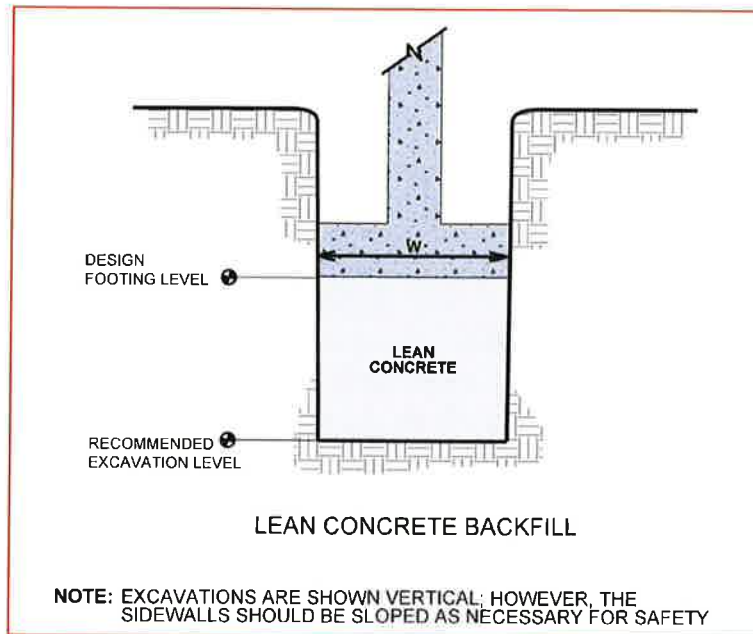 W
DESIGN
FOOTING LEVEL
LEAN
CONCRETE
RECOMMENDED
EXCAVATION LEVEL
LEAN CONCRETE BACKFILL
NOTE: EXCAVATIONS ARE SHOWN VERTICAL; HOWEVER, THE
SIDEWALLS SHOULD BE SLOPED AS NECESSARY FOR SAFETY